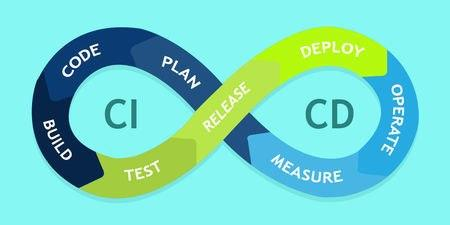 CODE
PLAN
BUILD
TEST
RELEASE
DEPLOY
OPERATE
MEASURE
CI
CD